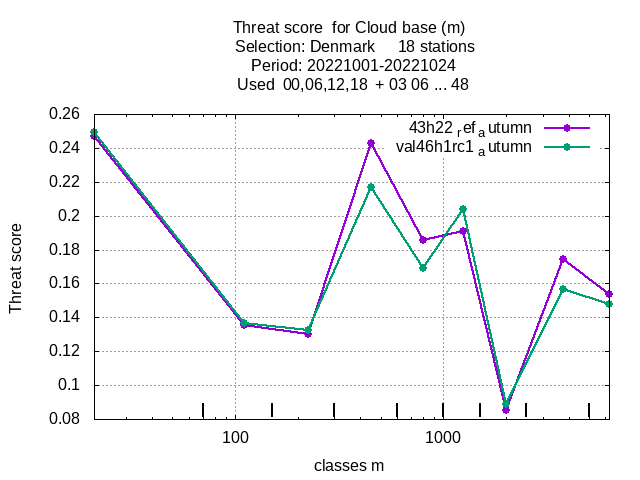 Threat score  for Cloud base (m)
Selection: Denmark     18 stations
Period: 20221001-20221024
Used  00,06,12,18  + 03 06 ... 48
43h22 ref a utumn
val46h1rc1 a utumn
0.26
0.24
0.22
0.2
0.18
0.16
0.14
0.12
0.1
0.08
Threat score
100
1000
classes m